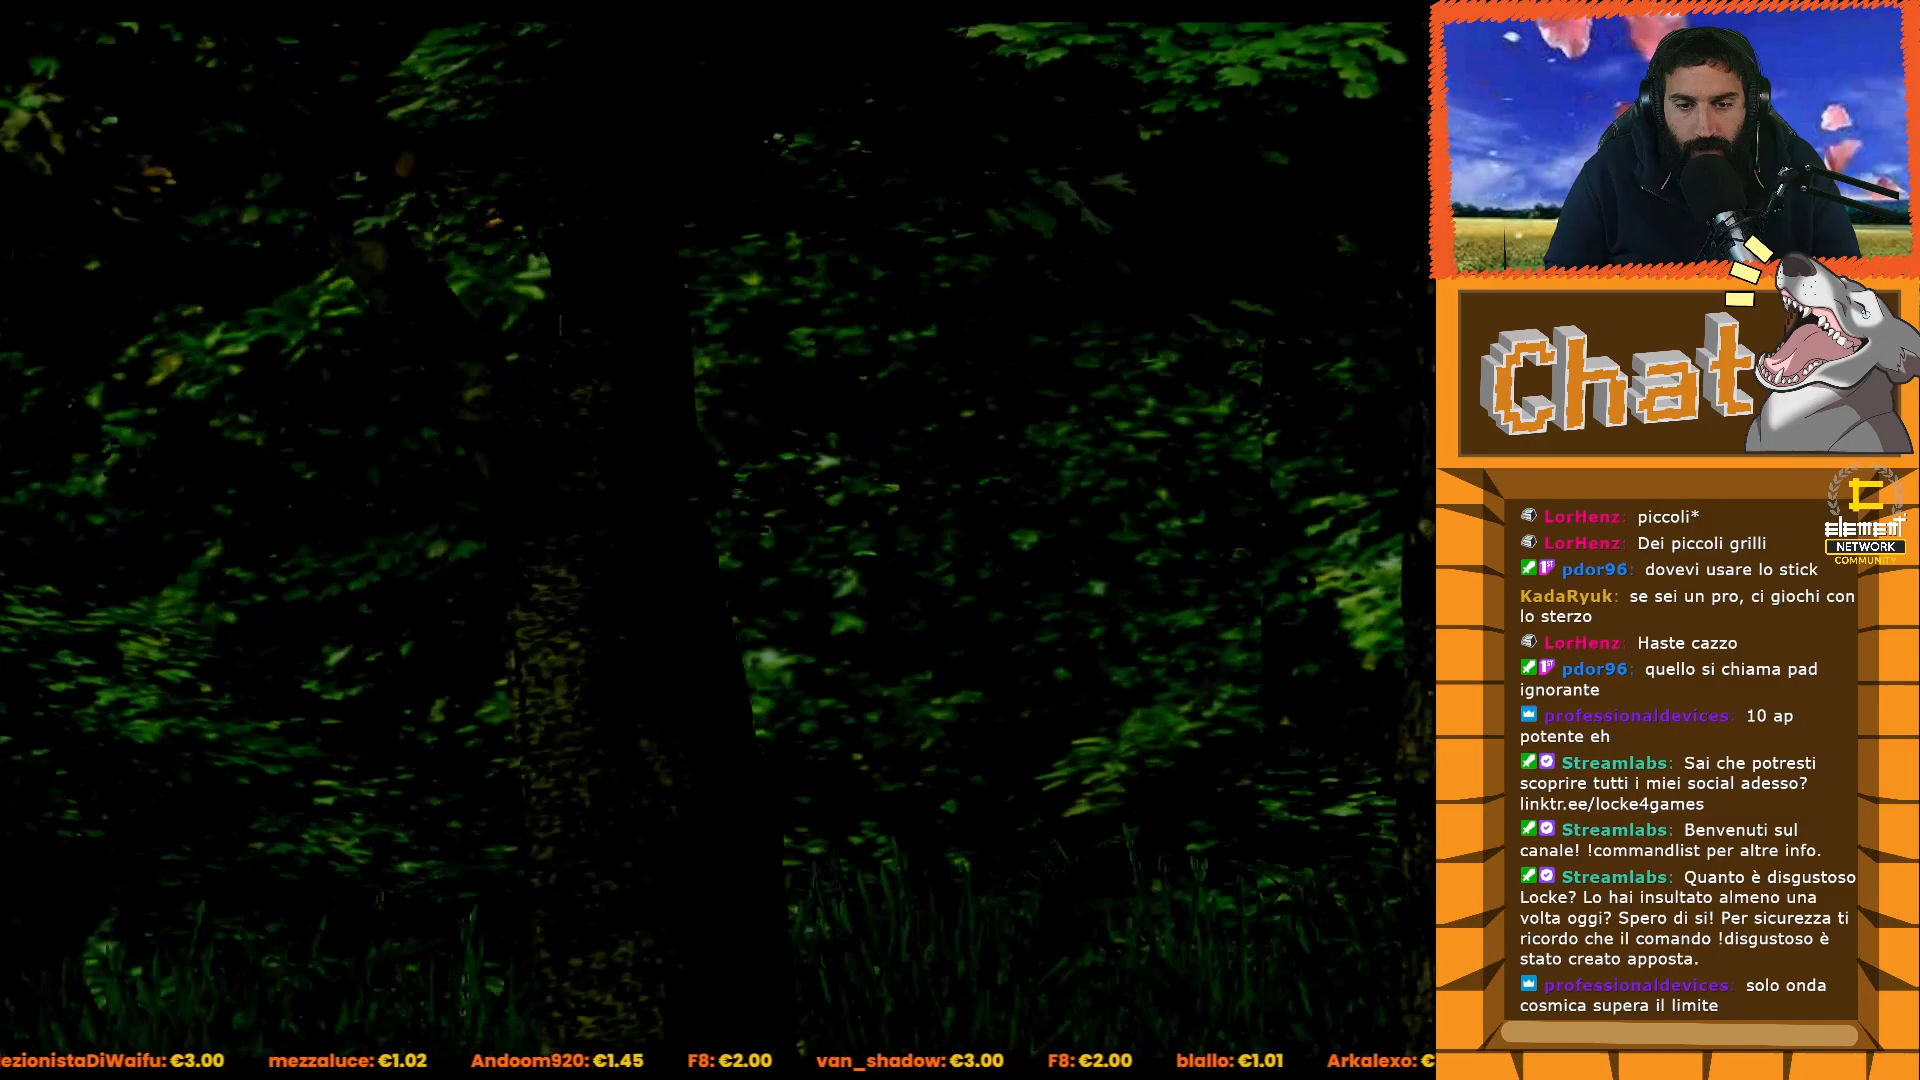 Chat
ELEMENT
NETWORK
COMMUNITY
LorHenz: piccoli*
LorHenz: Dei piccoli grilli
pdor96: dovevi usare lo stick
KadaRyuk: se sei un pro, ci giochi con
lo sterzo
LorHenz: Haste cazzo
pdor96: quello si chiama pad
ignorante
professionaldevices: 10 ap
potente eh
Streamlabs: Sai che potresti
scoprire tutti i miei social adesso?
linktr.ee/locke4games
Streamlabs: Benvenuti sul
canale! !commandlist per altre info.
Streamlabs: Quanto è disgustoso
Locke? Lo hai insultato almeno una
volta oggi? Spero di si! Per sicurezza ti
ricordo che il comando !disgustoso è
stato creato apposta.
professionaldevices: solo onda
cosmica supera il limite
lezionistaDiWaifu: €3.00 mezzaluce: €1.02 Andoom920: €1.45 F8: €2.00 van_shadow: €3.00 F8: €2.00 blallo: €1.01 Arkalexo: €